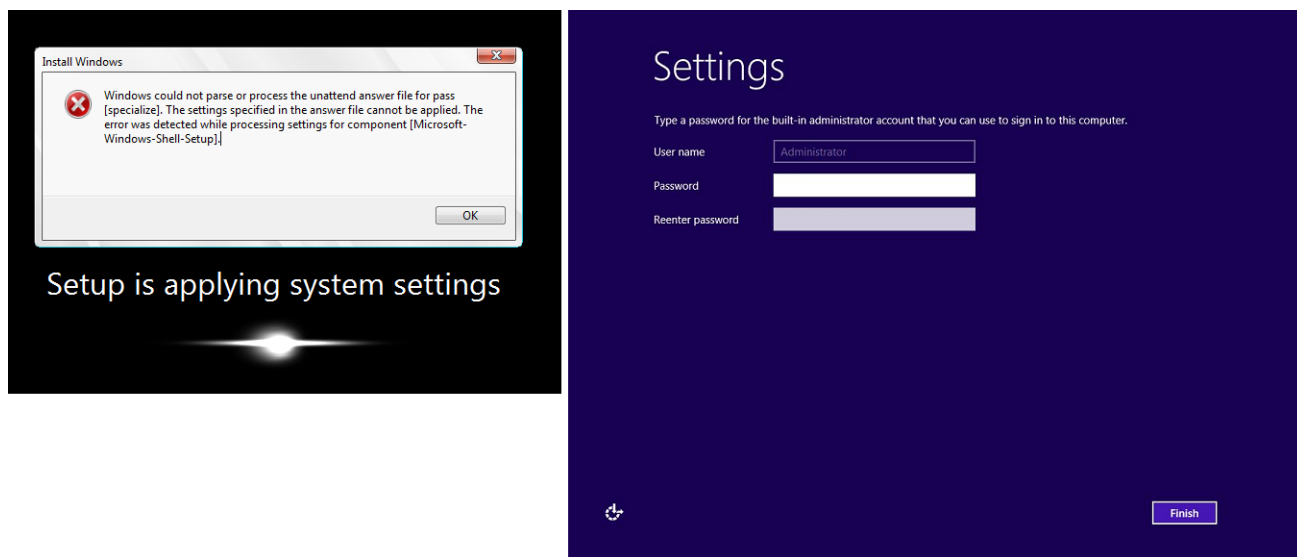 Install Windows
Windows could not parse or process the unattend answer file for pass
[specialize]. The settings specified in the answer file cannot be applied. The
error was detected while processing settings for component [Microsoft-
Windows-Shell-Setup].
OK
Setup is applying system settings
Settings
Type a password for the built-in administrator account that you can use to sign in to this computer.
User name
Administrator
Password
Reenter password
Finish